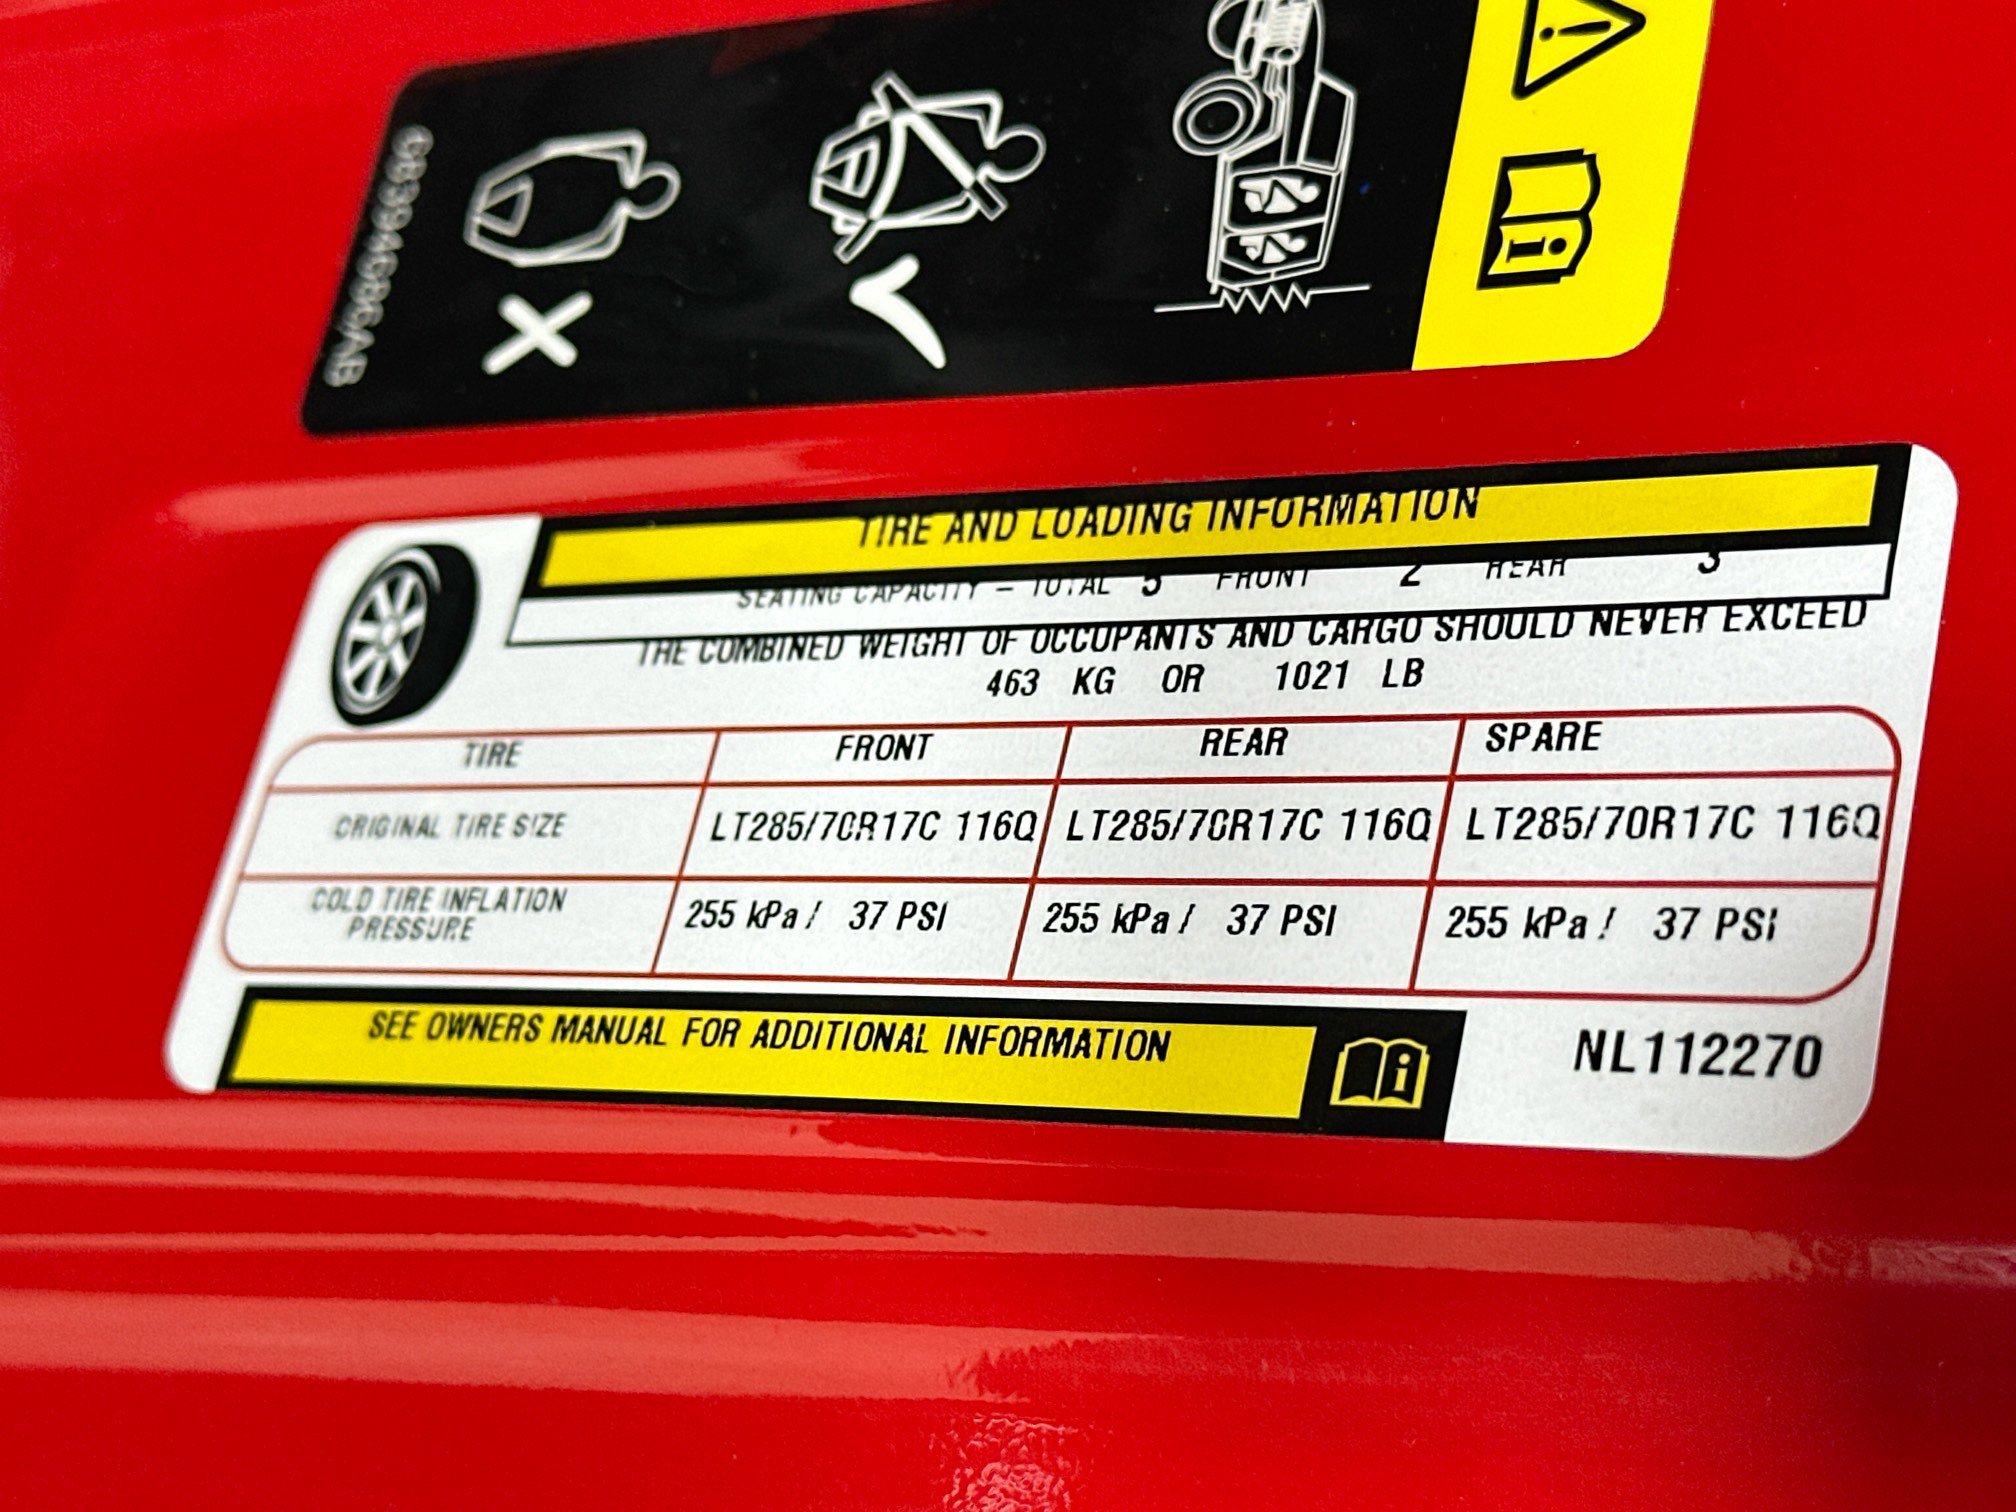 TIRE AND LOADING INFORMATION
SEATING CAPACITY – TOTAL 5 FRONT 2 REAR 3
THE COMBINED WEIGHT OF OCCUPANTS AND CARGO SHOULD NEVER EXCEED
463 KG OR 1021 LB
TIRE FRONT REAR SPARE
ORIGINAL TIRE SIZE LT285/70R17C 116Q LT285/70R17C 116Q LT285/70R17C 116Q
COLD TIRE INFLATION
PRESSURE 255 kPa / 37 PSI 255 kPa / 37 PSI 255 kPa / 37 PSI
SEE OWNERS MANUAL FOR ADDITIONAL INFORMATION
NL112270